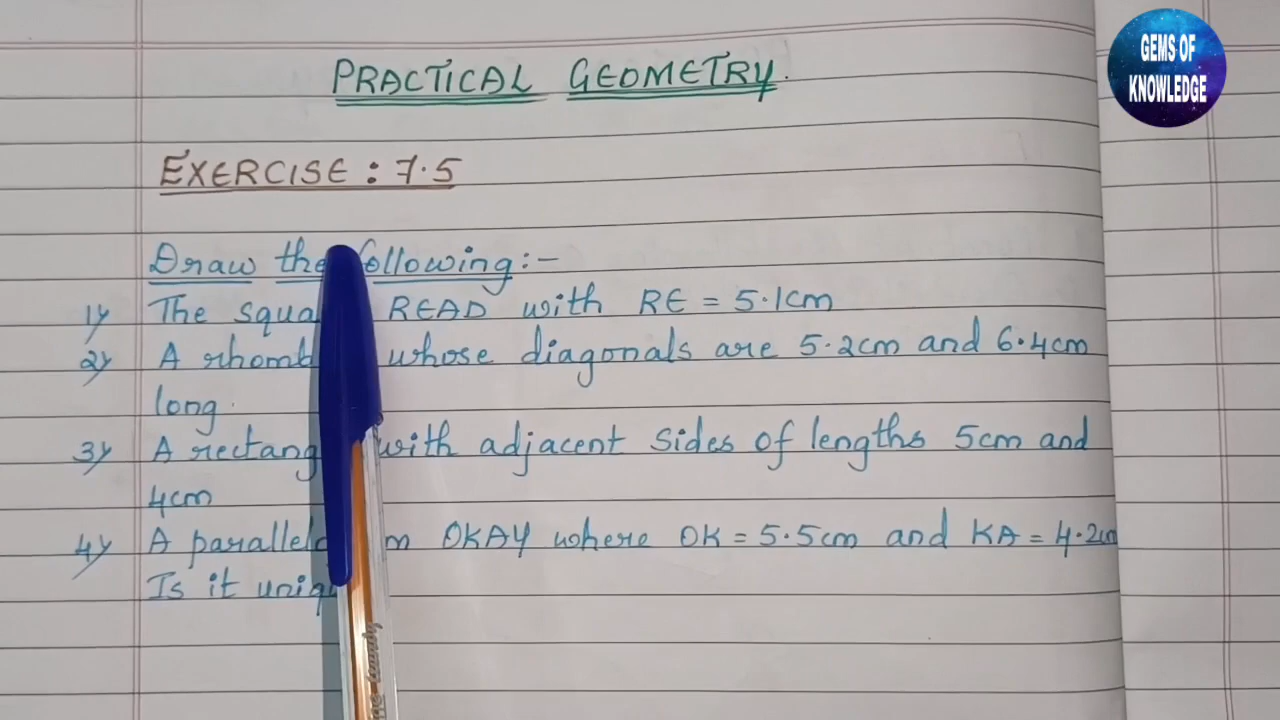 PRACTICAL GEOMETRY.
GEMS OF
KNOWLEDGE
EXERCISE : 7.5
Draw the following :-
1) The squa READ with RE = 5.1cm
2) A rhomb whose diagonals are 5.2cm and 6.4cm
long.
3) A rectang with adjacent sides of lengths 5cm and
4cm
4) A parallelo m OKAY where OK = 5.5cm and KA = 4.2cm
Is it uniq